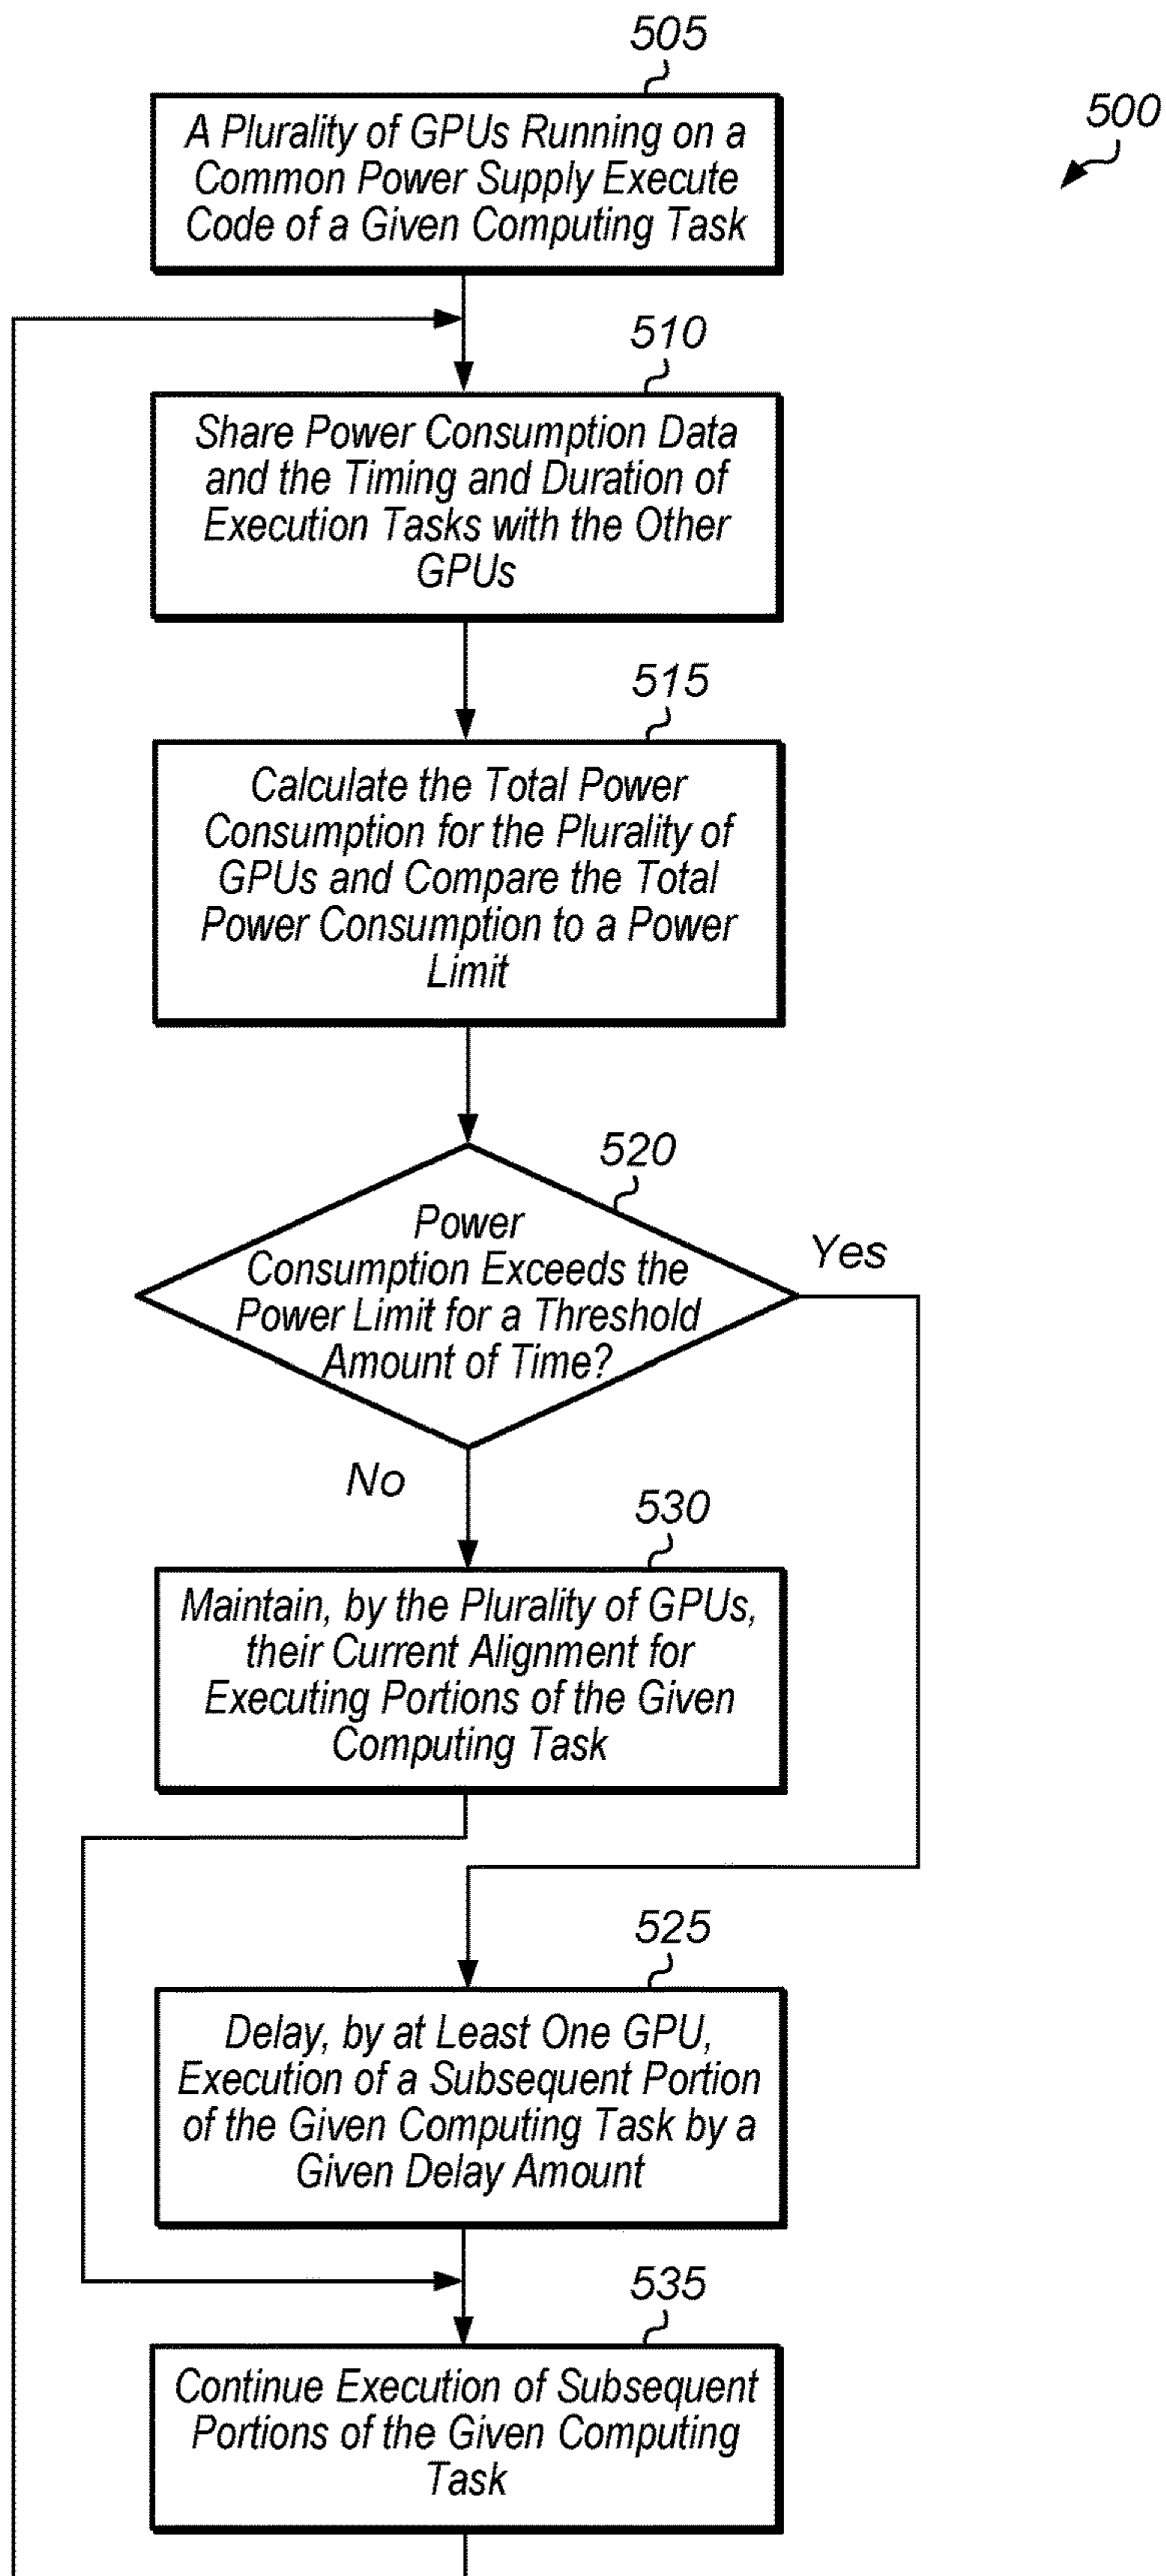 505
500
A Plurality of GPUs Running on a
Common Power Supply Execute
Code of a Given Computing Task
510
Share Power Consumption Data
and the Timing and Duration of
Execution Tasks with the Other
GPUs
515
Calculate the Total Power
Consumption for the Plurality of
GPUs and Compare the Total
Power Consumption to a Power
Limit
520
Power
Consumption Exceeds the
Power Limit for a Threshold
Amount of Time?
Yes
No
530
Maintain, by the Plurality of GPUs,
their Current Alignment for
Executing Portions of the Given
Computing Task
525
Delay, by at Least One GPU,
Execution of a Subsequent Portion
of the Given Computing Task by a
Given Delay Amount
535
Continue Execution of Subsequent
Portions of the Given Computing
Task